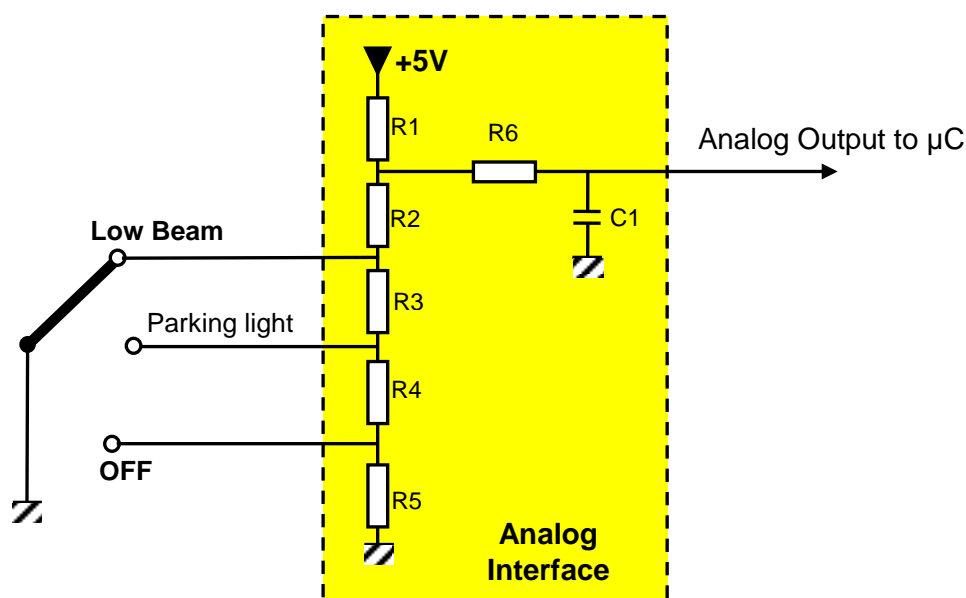 +5V
R1
R6
Analog Output to µC
R2
C1
Low Beam
R3
Parking light
R4
OFF
R5
Analog
Interface